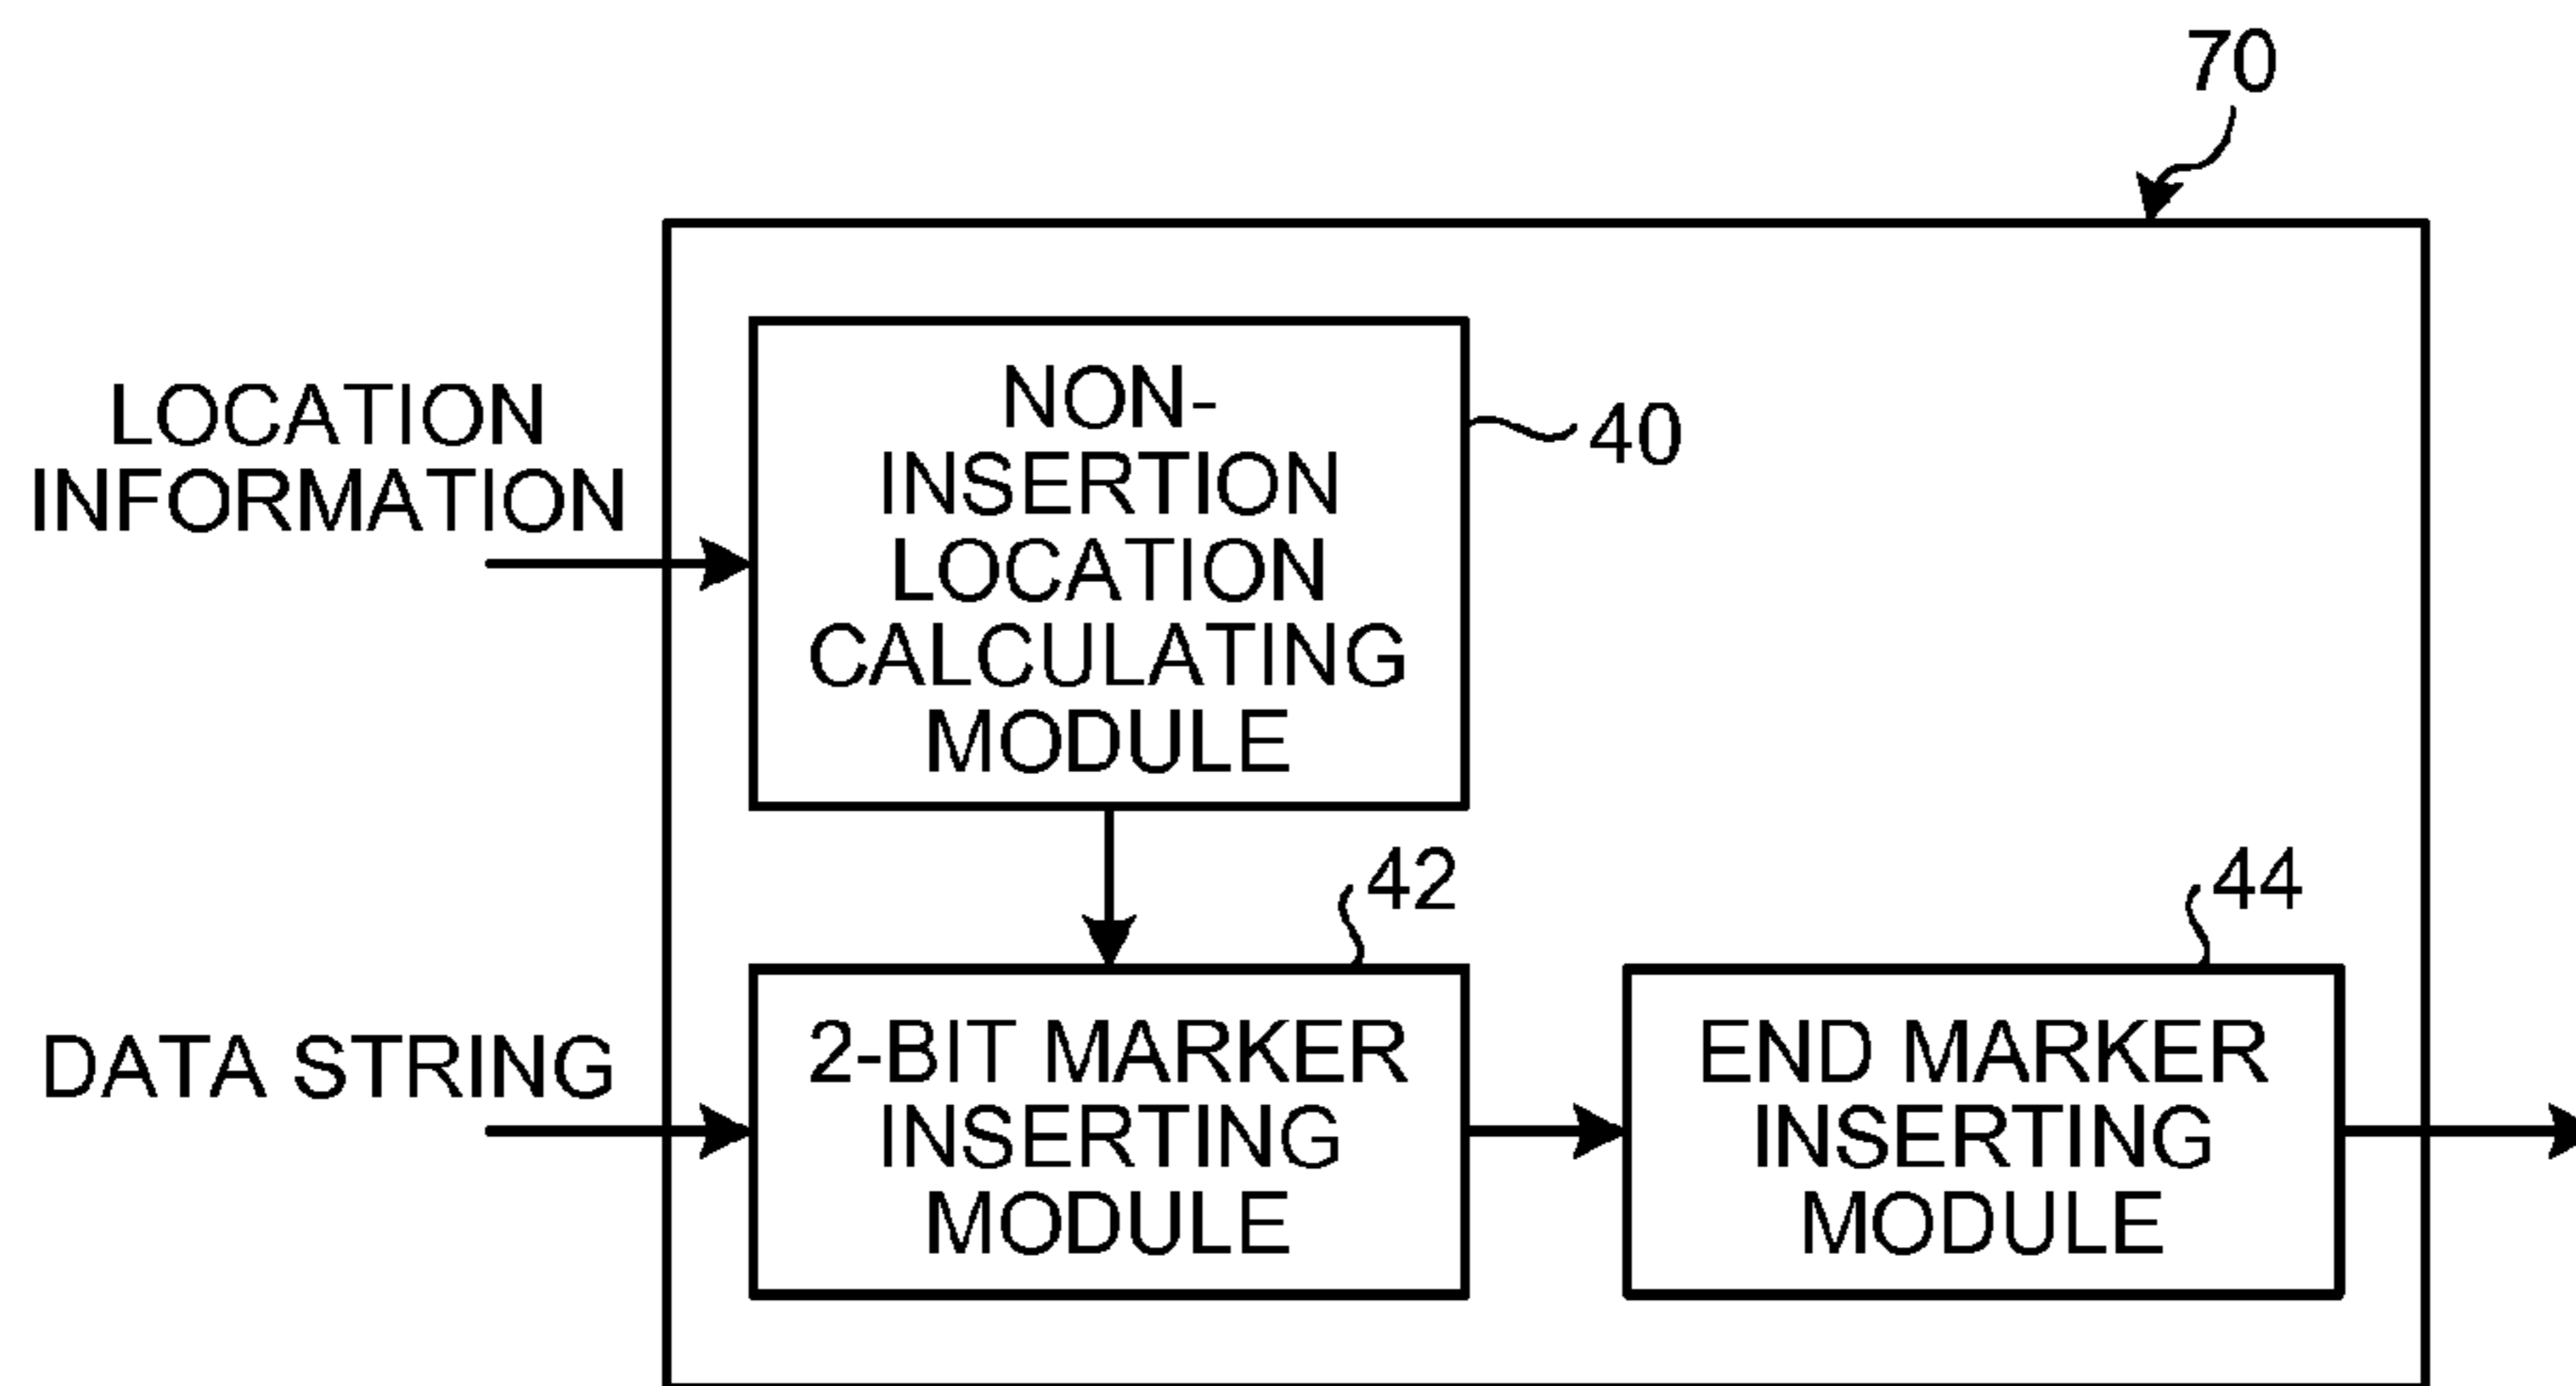 70
LOCATION
INFORMATION
NON-
INSERTION
LOCATION
CALCULATING
MODULE
40
DATA STRING
2-BIT MARKER
INSERTING
MODULE
42
END MARKER
INSERTING
MODULE
44